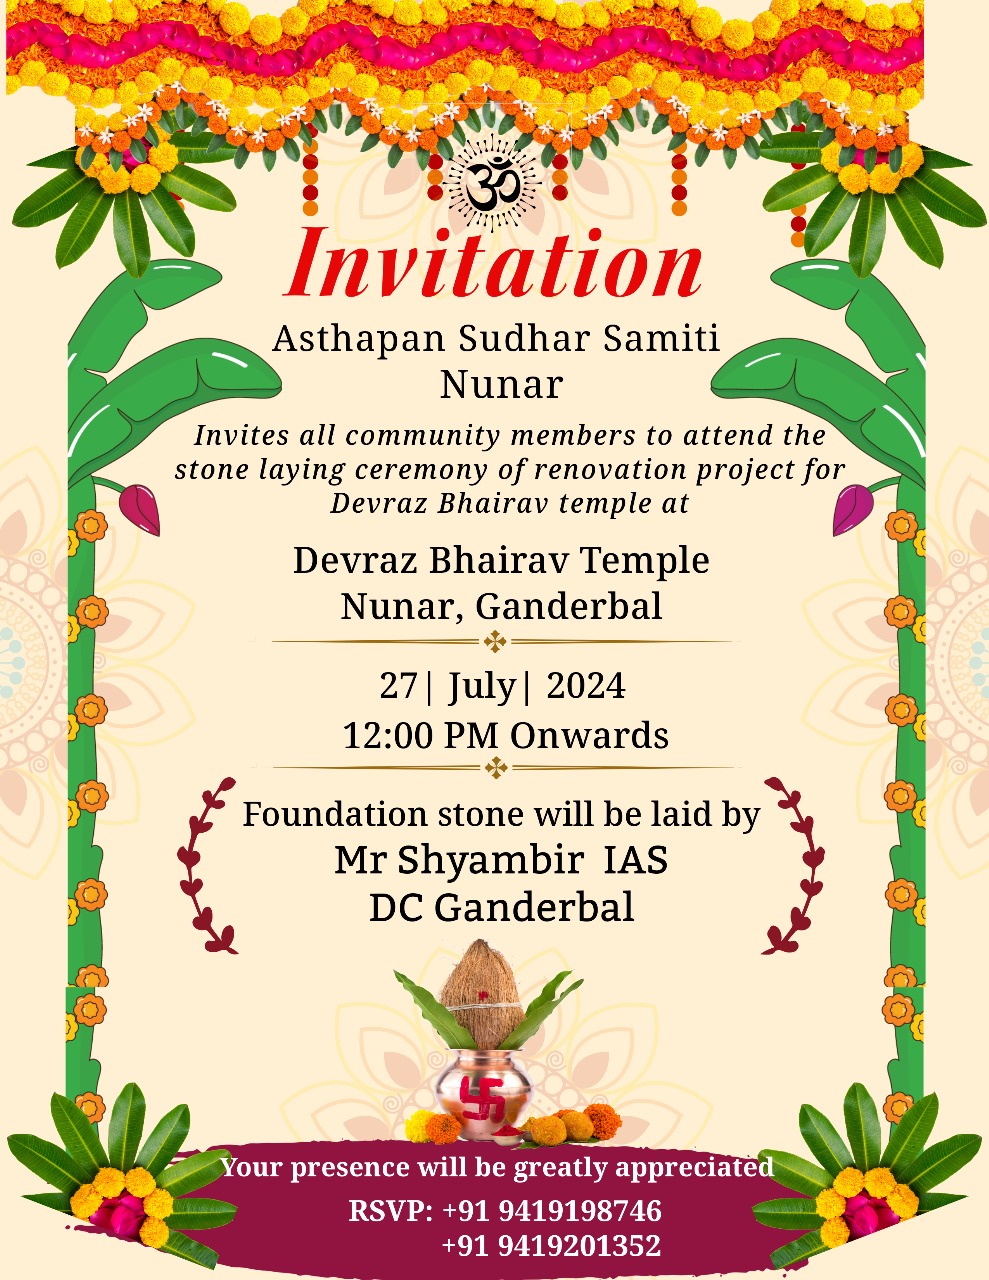 ॐ
Invitation
Asthapan Sudhar Samiti
Nunar
Invites all community members to attend the
stone laying ceremony of renovation project for
Devraz Bhairav temple at
Devraz Bhairav Temple
Nunar, Ganderbal
27| July| 2024
12:00 PM Onwards
Foundation stone will be laid by
Mr Shyambir IAS
DC Ganderbal
Your presence will be greatly appreciated
RSVP: +91 9419198746
+91 9419201352